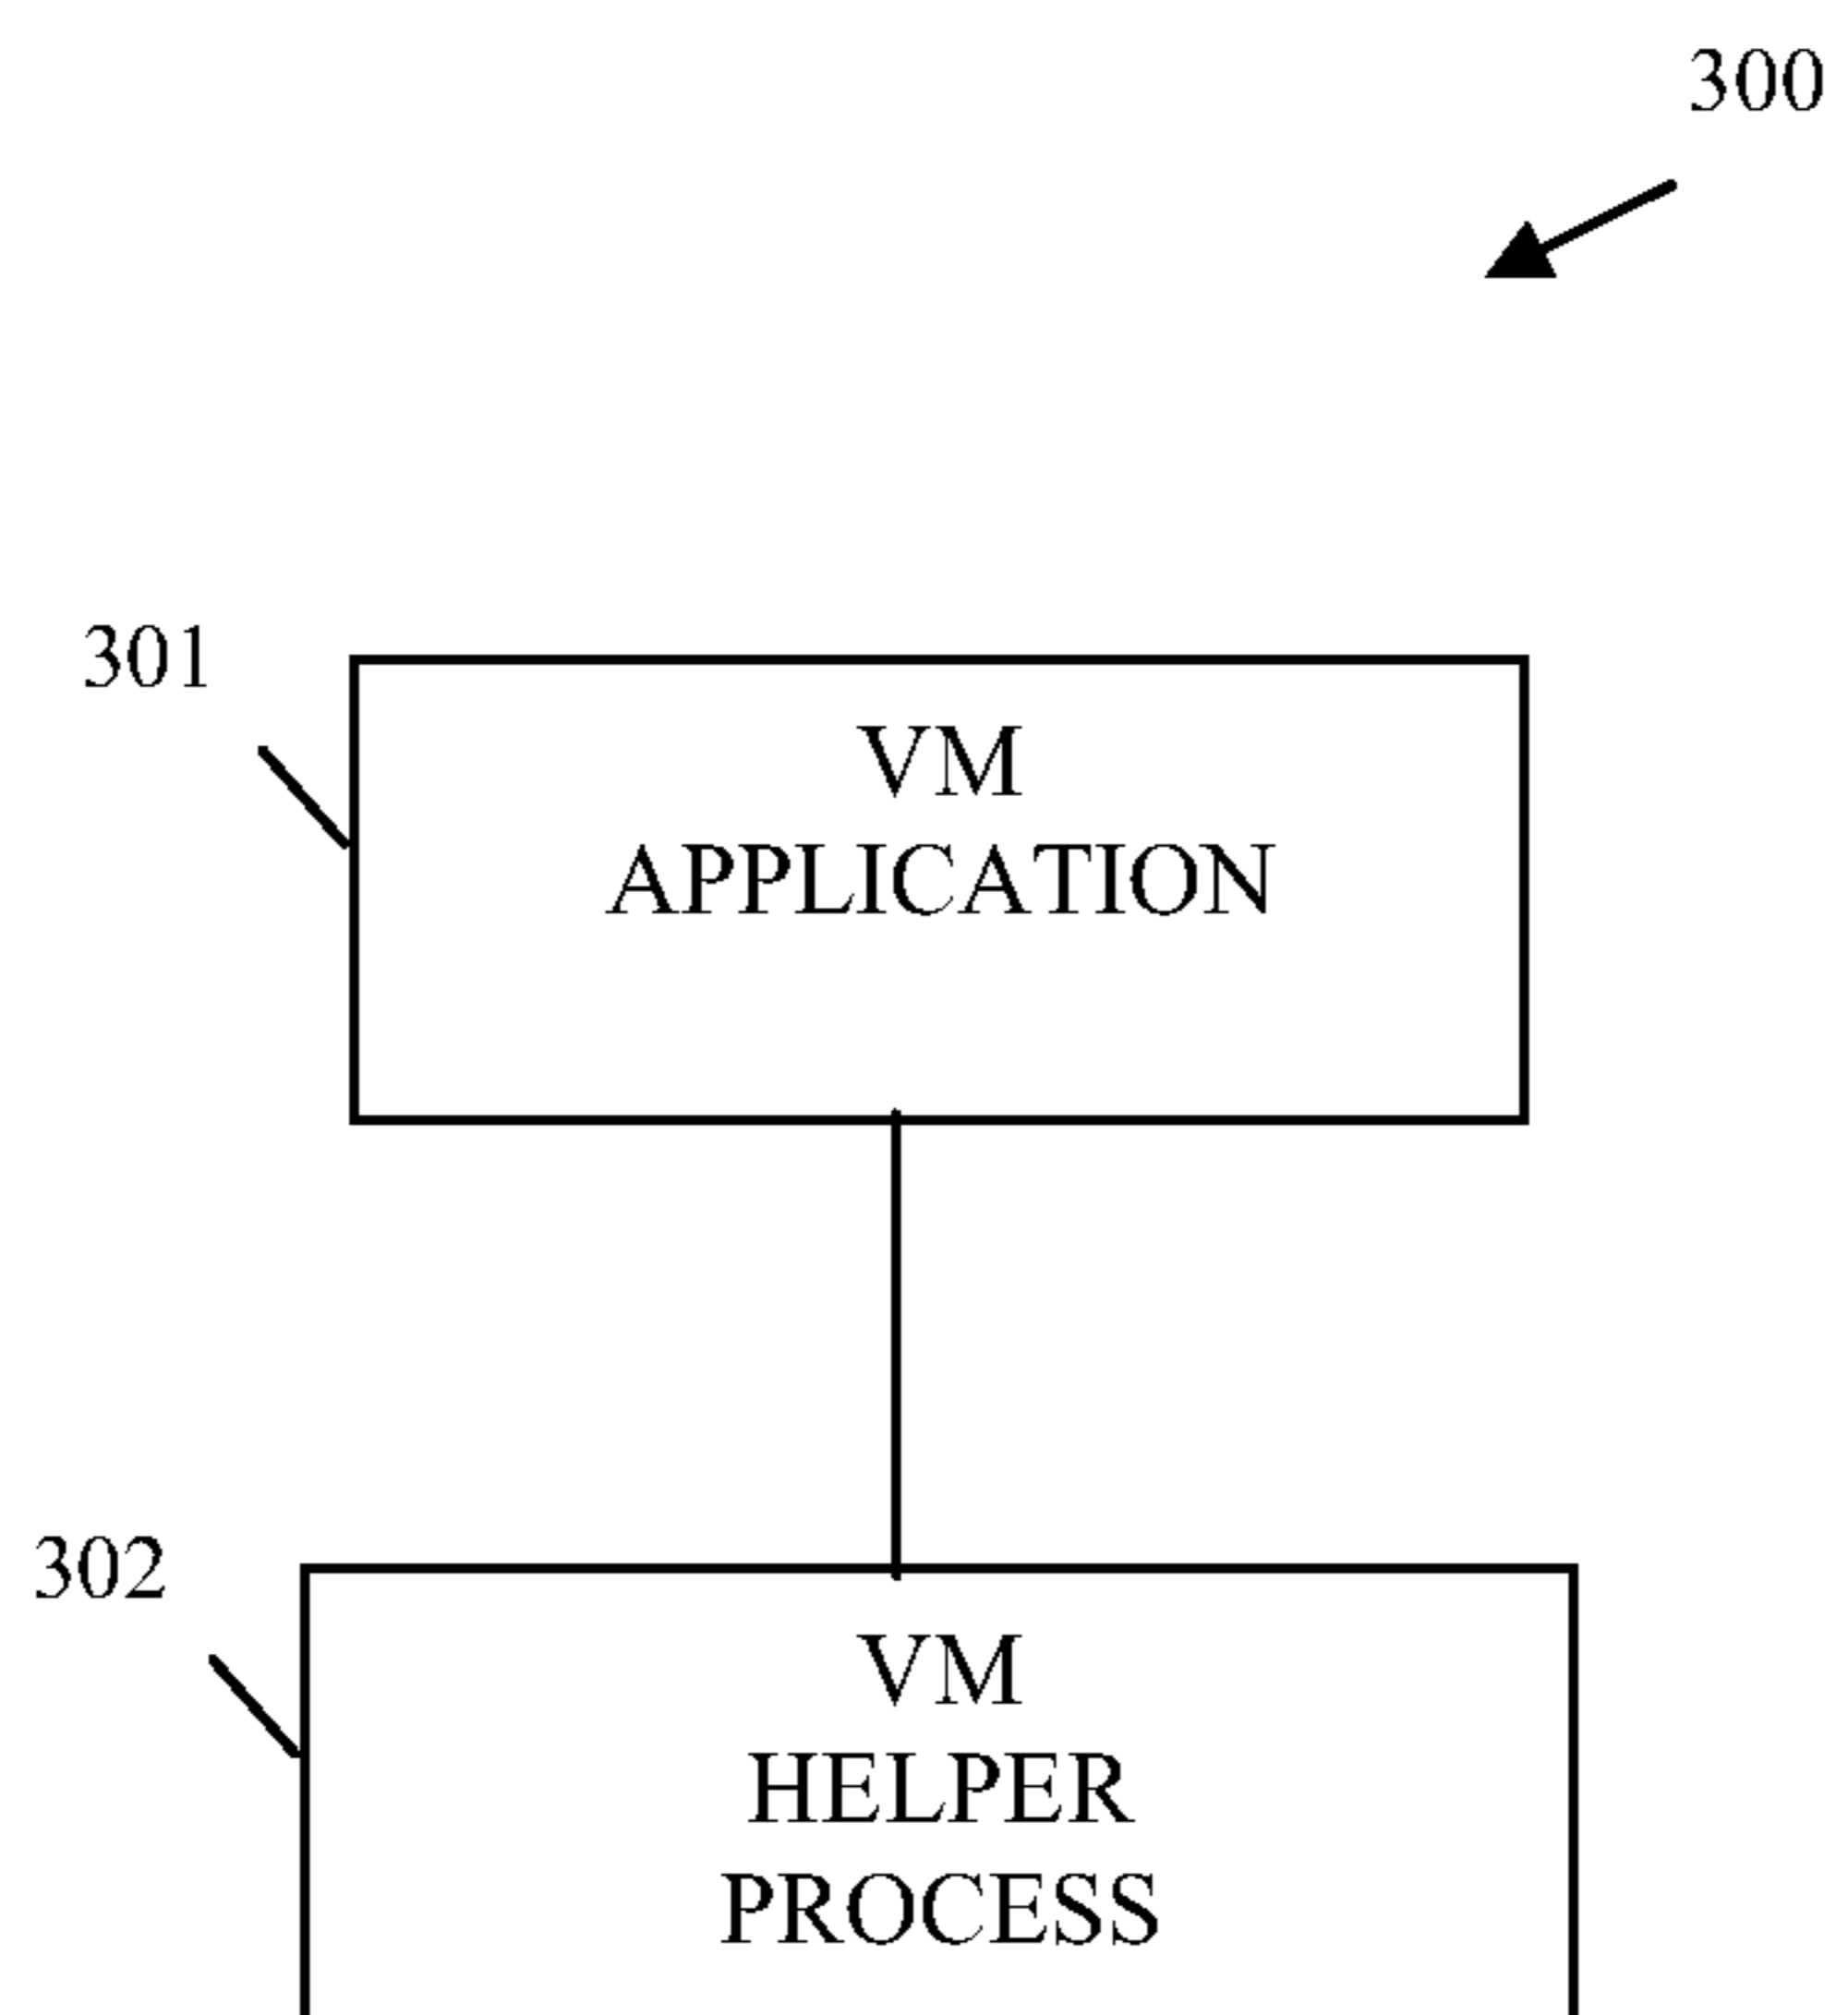 300
301
VM
APPLICATION
302
VM
HELPER
PROCESS